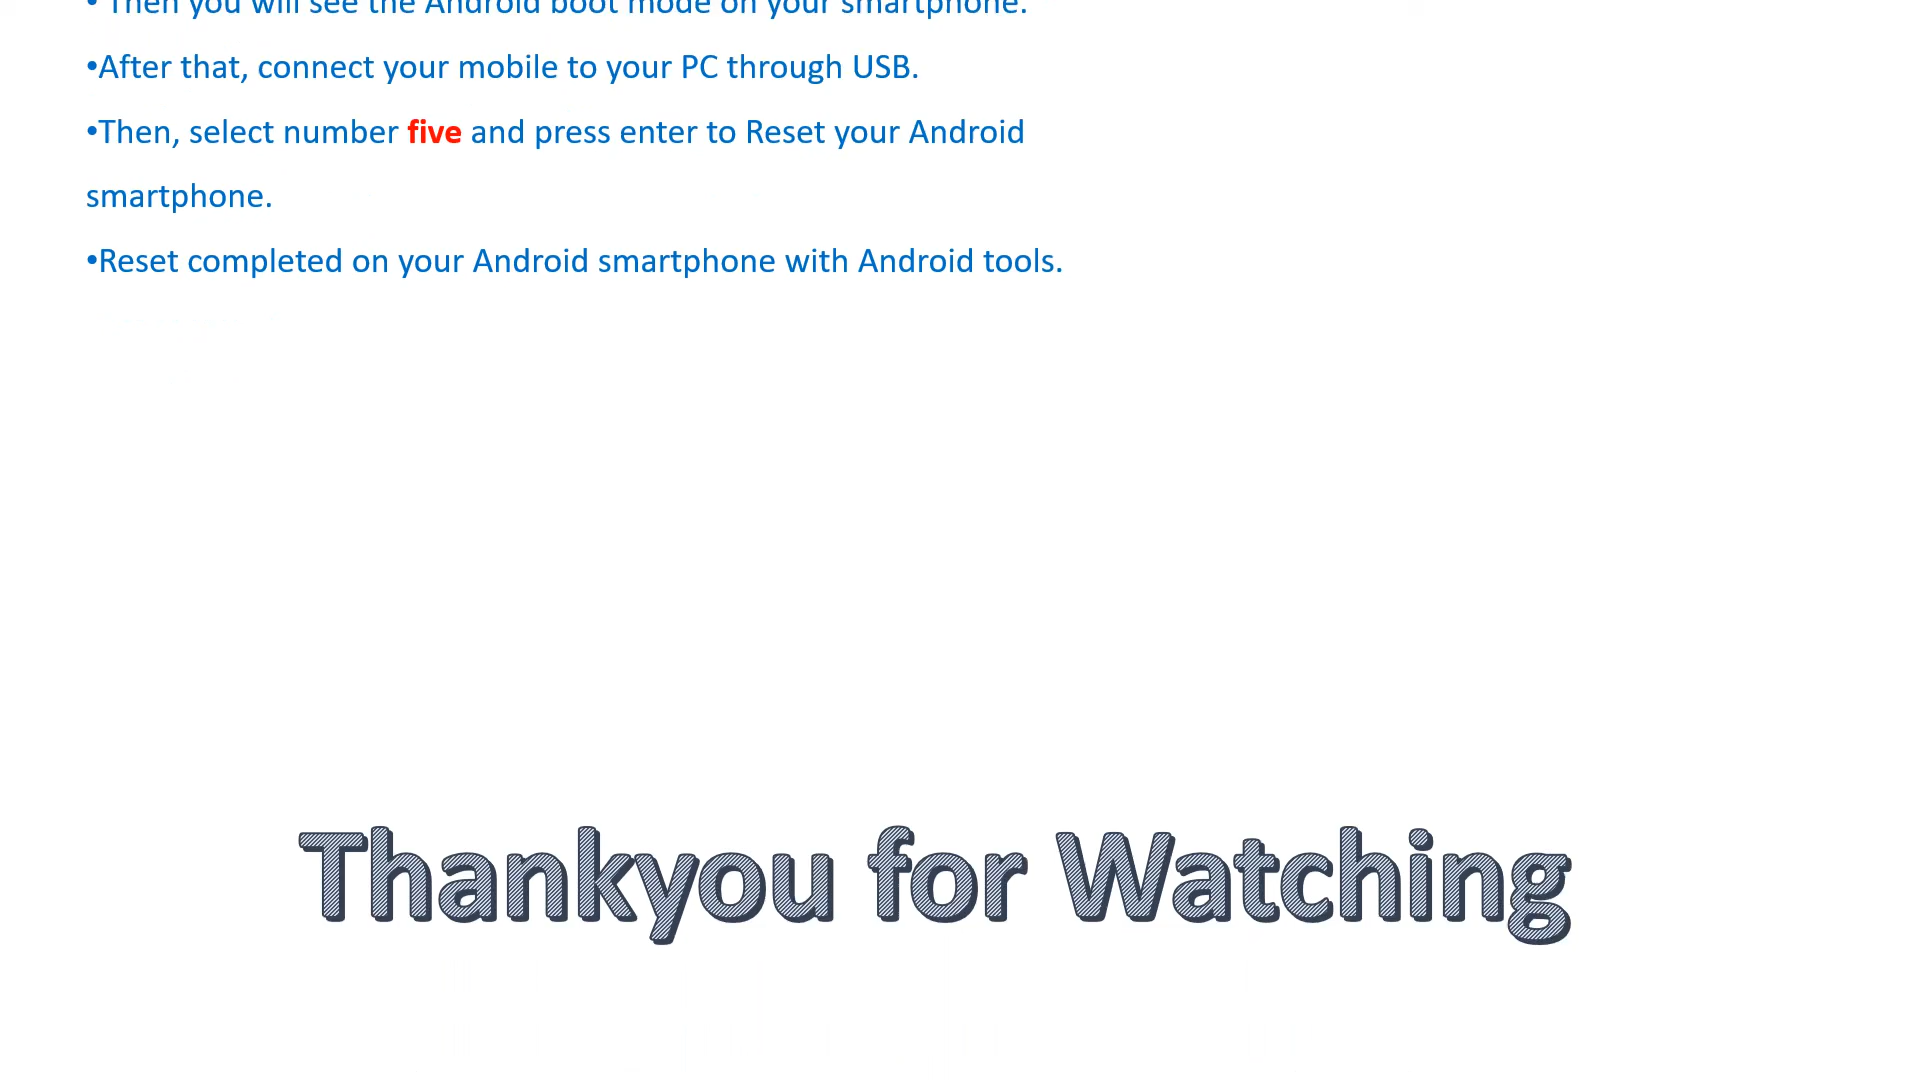 • Then you will see the Android boot mode on your smartphone.
•After that, connect your mobile to your PC through USB.
•Then, select number five and press enter to Reset your Android
smartphone.
•Reset completed on your Android smartphone with Android tools.
Thankyou for Watching